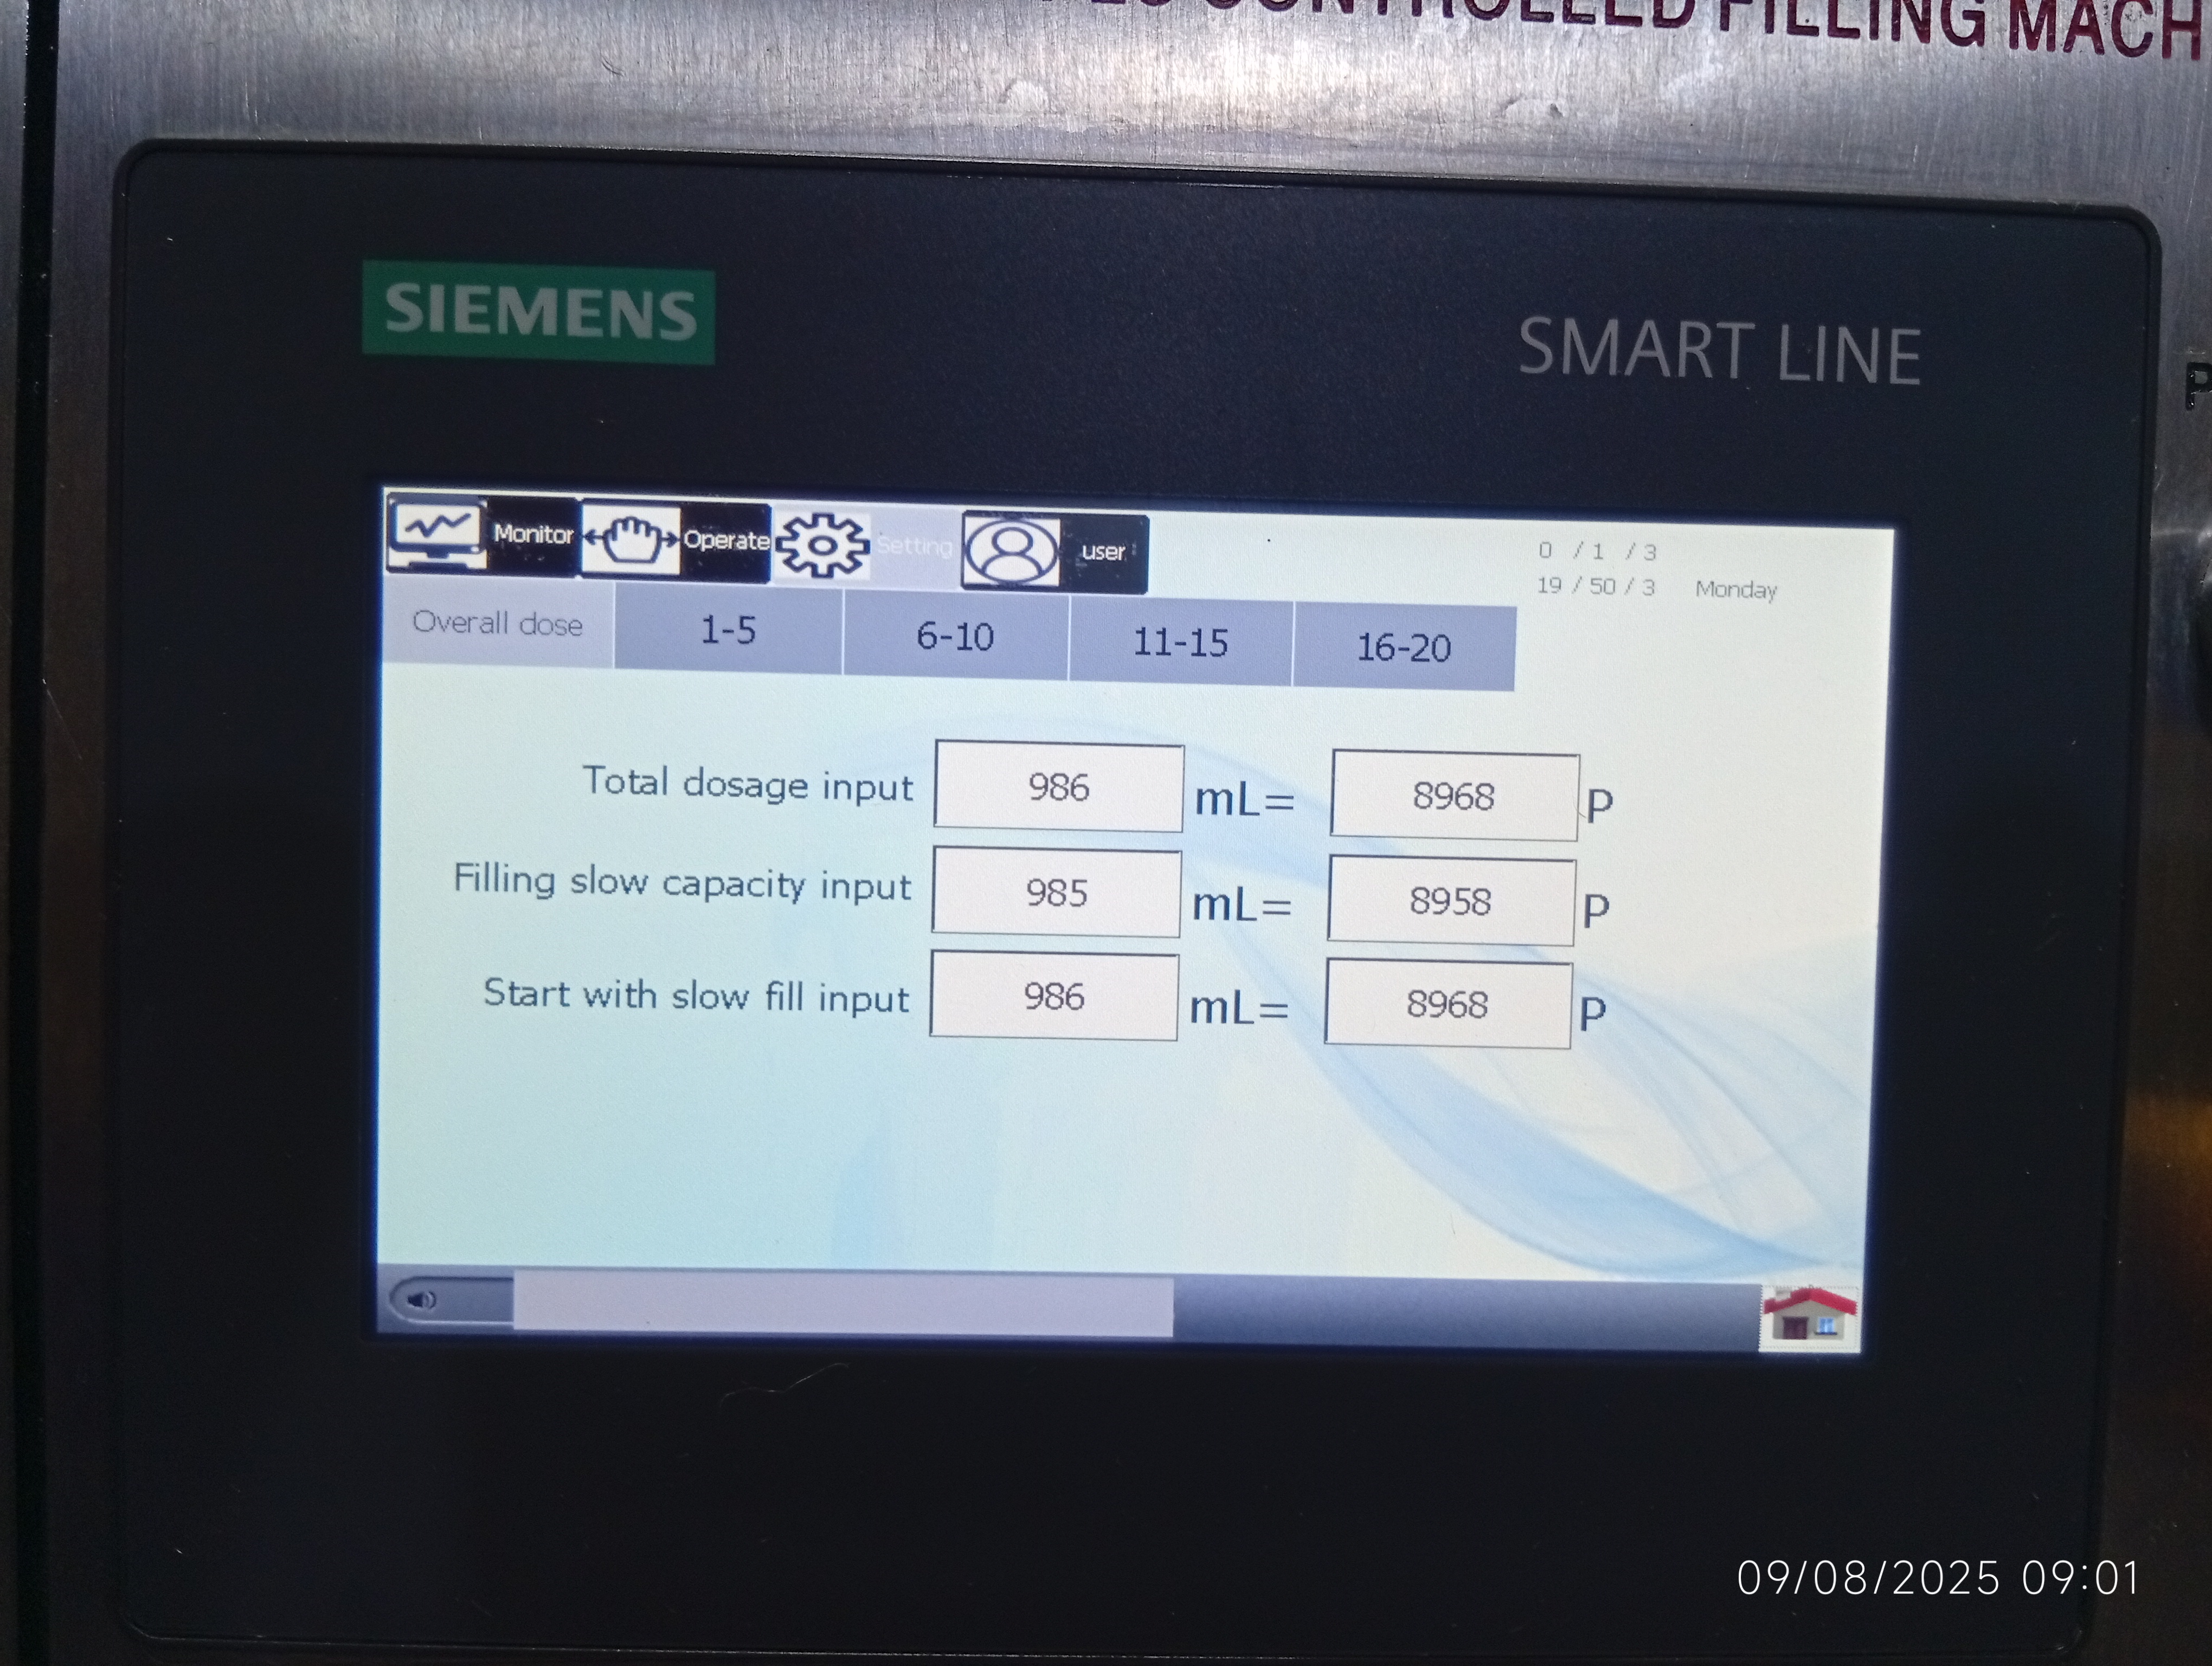 CONTROLLED FILLING MACH
SIEMENS
SMART LINE
P
Monitor Operate Setting user
0 / 1 / 3
19 / 50 / 3 Monday
Overall dose 1-5 6-10 11-15 16-20
Total dosage input 986 mL= 8968 P
Filling slow capacity input 985 mL= 8958 P
Start with slow fill input 986 mL= 8968 P
09/08/2025 09:01